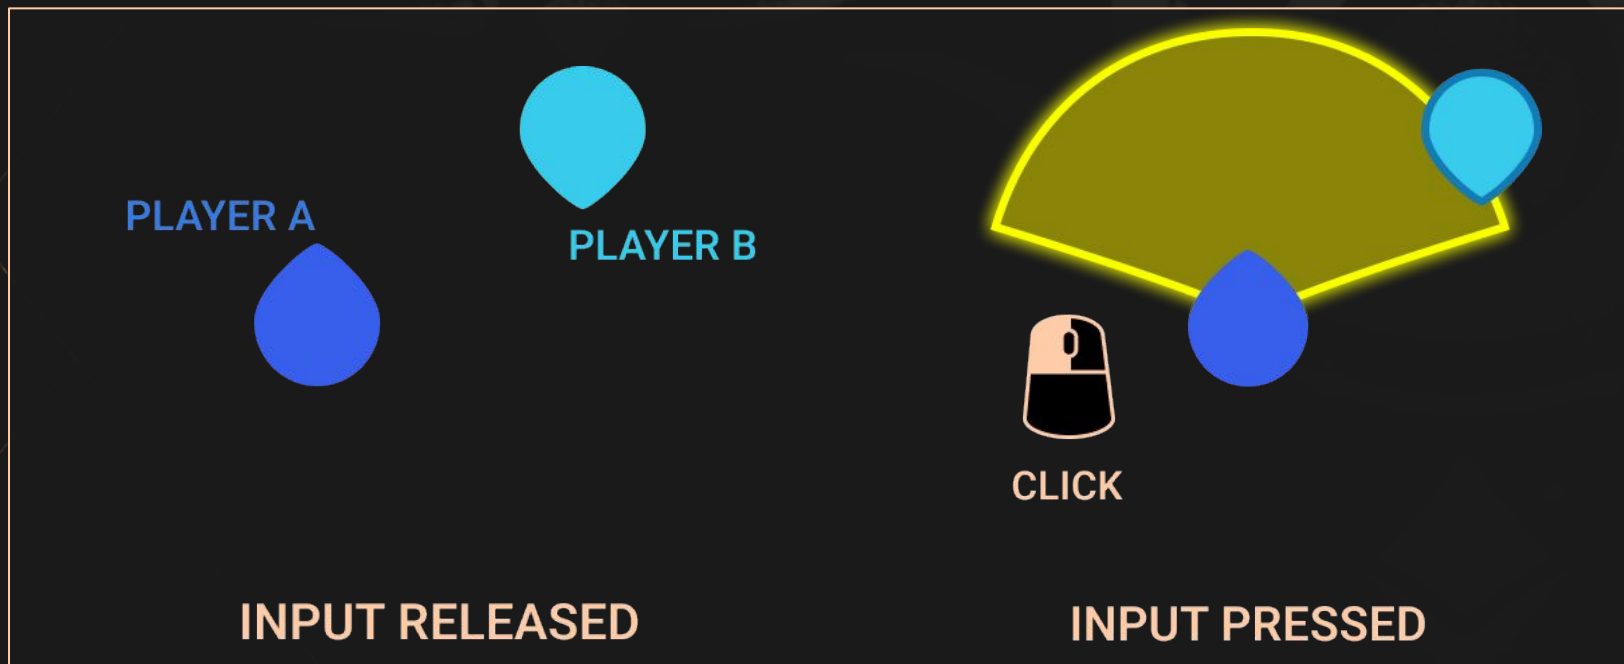 PLAYER A
PLAYER B
CLICK
INPUT RELEASED
INPUT PRESSED